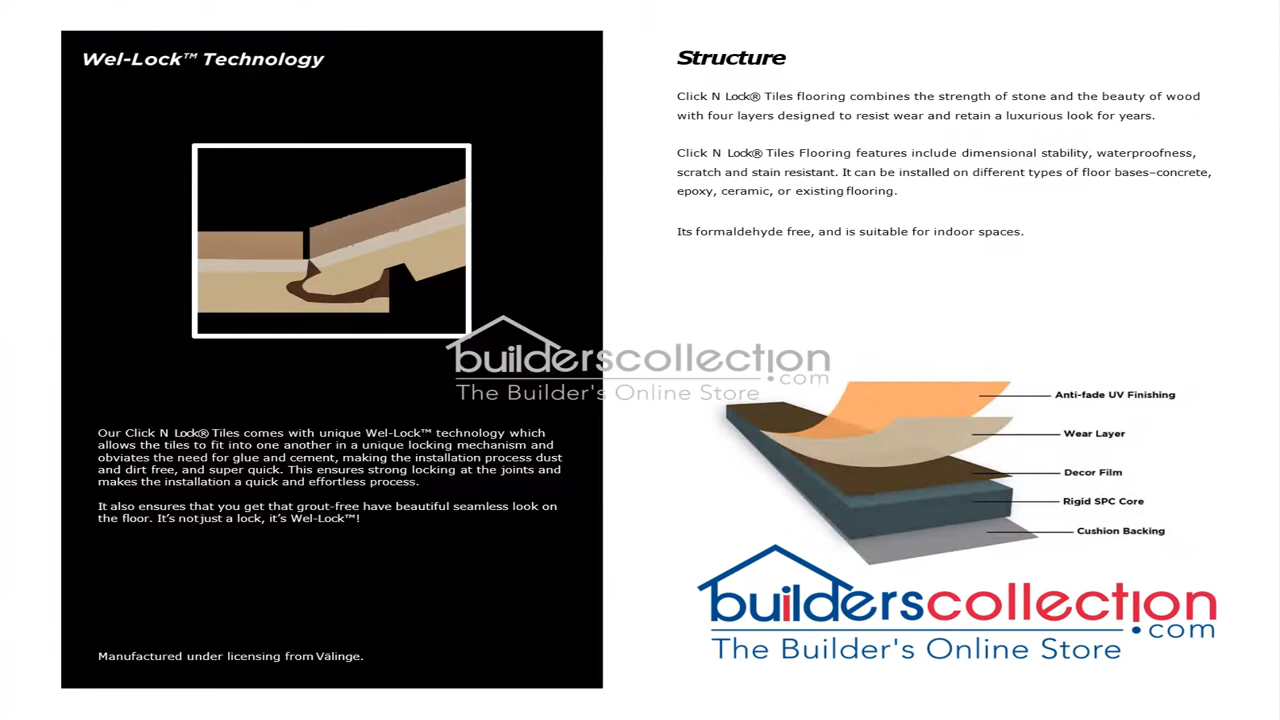 Wel-Lock™ Technology
Our Click N Lock® Tiles comes with unique Wel-Lock™ technology which
allows the tiles to fit into one another in a unique locking mechanism and
obviates the need for glue and cement, making the installation process dust
and dirt free, and super quick. This ensures strong locking at the joints and
makes the installation a quick and effortless process.
It also ensures that you get that grout-free have beautiful seamless look on
the floor. It's not just a lock, it's Wel-Lock™!
Manufactured under licensing from Välinge.
Structure
Click N Lock® Tiles flooring combines the strength of stone and the beauty of wood
with four layers designed to resist wear and retain a luxurious look for years.
Click N Lock® Tiles Flooring features include dimensional stability, waterproofness,
scratch and stain resistant. It can be installed on different types of floor bases–concrete,
epoxy, ceramic, or existing flooring.
Its formaldehyde free, and is suitable for indoor spaces.
builderscollection
.com
The Builder's Online Store
Anti-fade UV Finishing
Wear Layer
Decor Film
Rigid SPC Core
Cushion Backing
builderscollection
.com
The Builder's Online Store